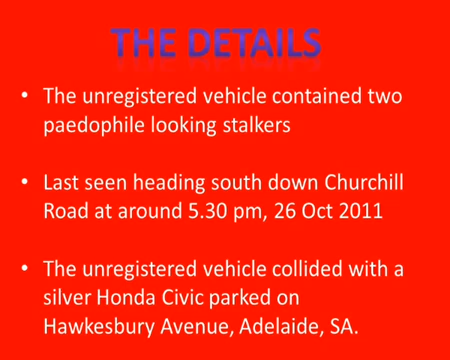 THE DETAILS
• The unregistered vehicle contained two
paedophile looking stalkers
• Last seen heading south down Churchill
Road at around 5.30 pm, 26 Oct 2011
• The unregistered vehicle collided with a
silver Honda Civic parked on
Hawkesbury Avenue, Adelaide, SA.